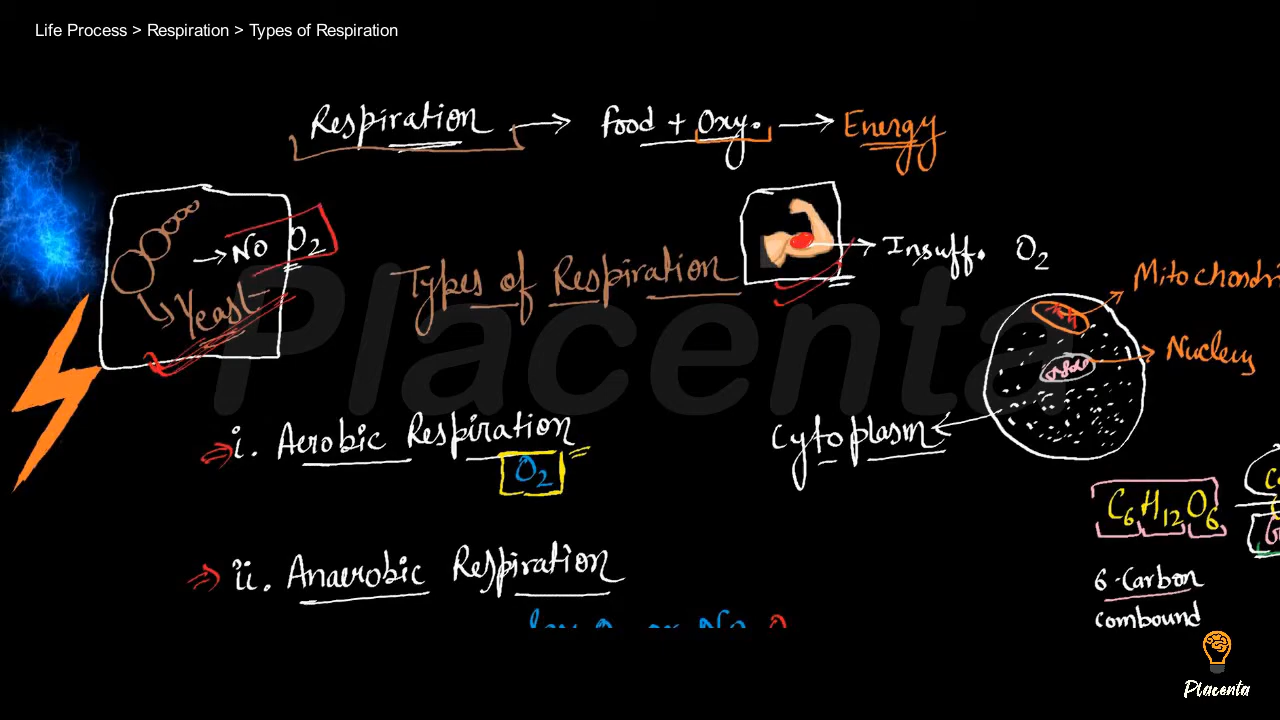 Life Process > Respiration > Types of Respiration
Respiration → Food + Oxy. → Energy
→ No O2
Yeast
Types of Respiration
→ Insuff. O2
Mitochondri
Nucleus
Placenta
i. Aerobic Respiration
O2
Cytoplasm
C6H12O6
ii. Anaerobic Respiration
6-Carbon
compound
Placenta